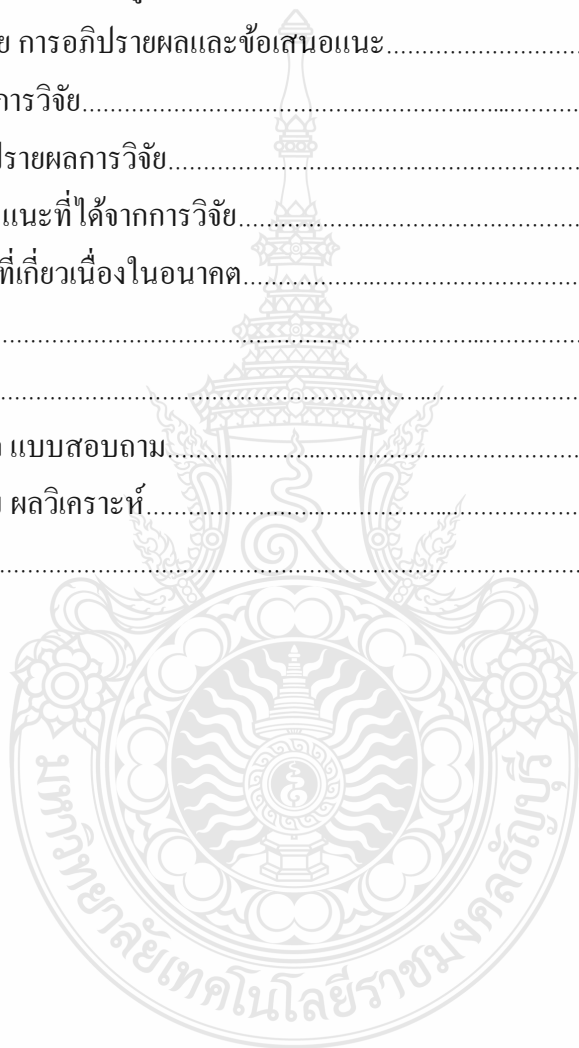 ย การอภิปรายผลและข้อเสนอแนะ................................
การวิจัย................................................................................
ปรายผลการวิจัย..................................................................
แนะที่ได้จากการวิจัย......................................................
ที่เกี่ยวเนื่องในอนาคต.....................................................
................................................................................................
................................................................................................
แบบสอบถาม...................................................................
ผลวิเคราะห์......................................................................
................................................................................................
มหาวิทยาลัยเทคโนโลยีราชมงคลธัญบุรี